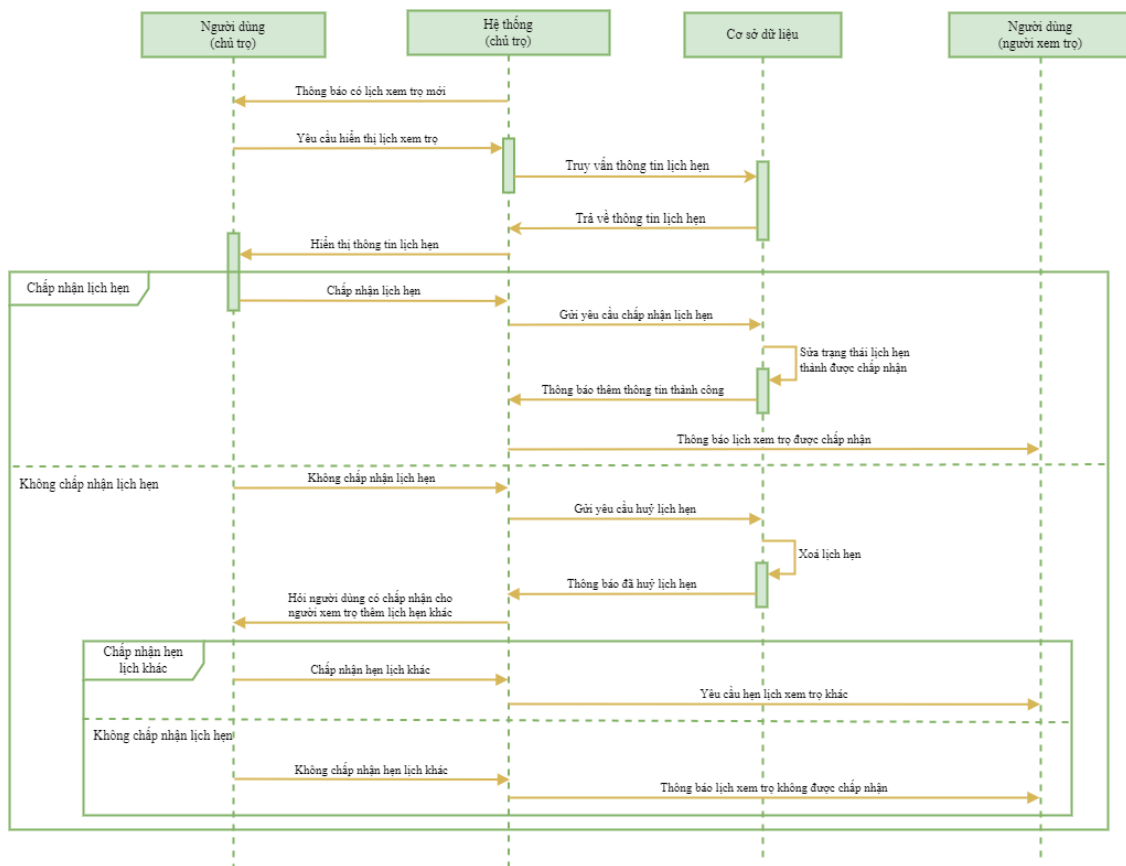 Người dùng
(chủ trọ)
Hệ thống
(chủ trọ)
Cơ sở dữ liệu
Người dùng
(người xem trọ)
Thông báo có lịch xem trọ mới
Yêu cầu hiển thị lịch xem trọ
Truy vấn thông tin lịch hẹn
Trả về thông tin lịch hẹn
Hiển thị thông tin lịch hẹn
Chấp nhận lịch hẹn
Chấp nhận lịch hẹn
Gửi yêu cầu chấp nhận lịch hẹn
Sửa trạng thái lịch hẹn
thành được chấp nhận
Thông báo thêm thông tin thành công
Thông báo lịch xem trọ được chấp nhận
Không chấp nhận lịch hẹn
Không chấp nhận lịch hẹn
Gửi yêu cầu huỷ lịch hẹn
Xoá lịch hẹn
Thông báo đã huỷ lịch hẹn
Hỏi người dùng có chấp nhận cho
người xem trọ thêm lịch hẹn khác
Chấp nhận hẹn
lịch khác
Chấp nhận hẹn lịch khác
Yêu cầu hẹn lịch xem trọ khác
Không chấp nhận lịch hẹn
Không chấp nhận hẹn lịch khác
Thông báo lịch xem trọ không được chấp nhận